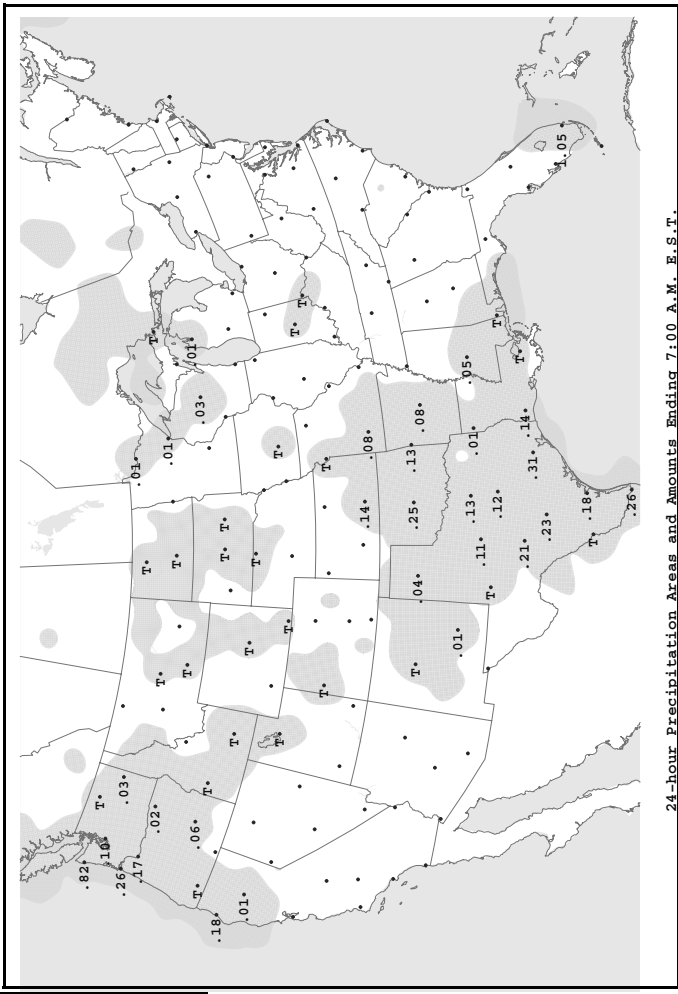 .82
T
.10
.26
.03
.17
.01
T
T
.02
T
.01
T
T
.01
.06
T
.03
T
.18
T
T
T
.01
T
T
T
T
T
T
T
T
T
.14
.08
.25
.13
T
.04
.08
.01
.05
.13
.01
.11
T
.12
T
T
.21
.14
.31
.23
1.05
.18
T
.26
24-hour Precipitation Areas and Amounts Ending 7:00 A.M. E.S.T.